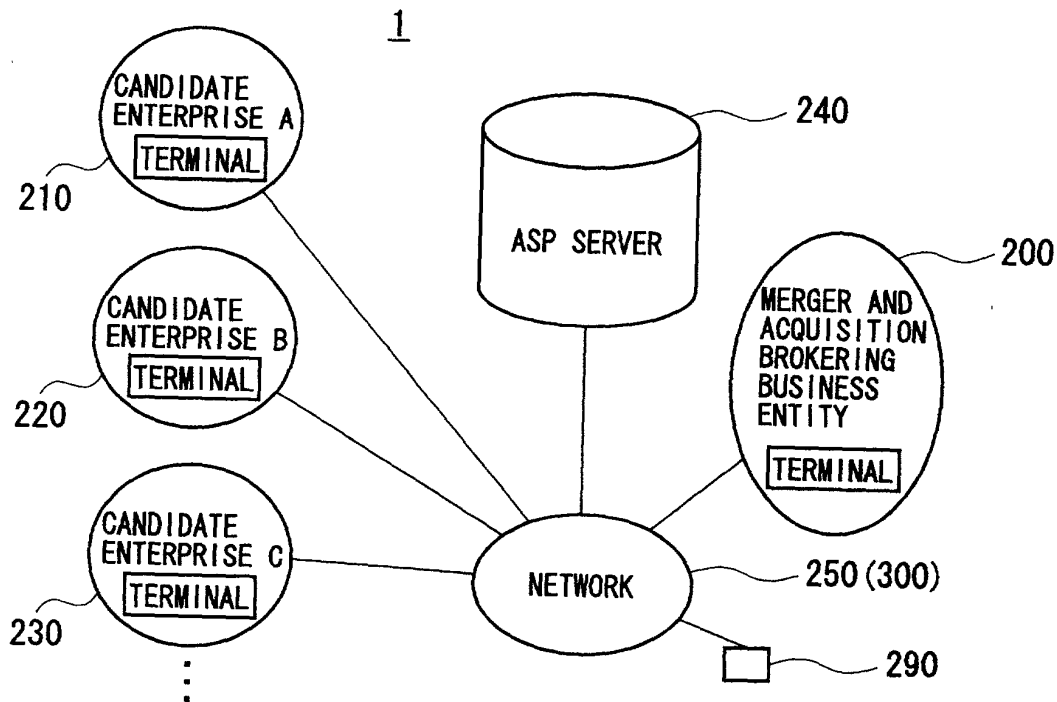 1
CANDIDATE
ENTERPRISE A
TERMINAL
210
CANDIDATE
ENTERPRISE B
TERMINAL
220
CANDIDATE
ENTERPRISE C
TERMINAL
230
240
ASP SERVER
200
MERGER AND
ACQUISITION
BROKERING
BUSINESS
ENTITY
TERMINAL
NETWORK
250(300)
290